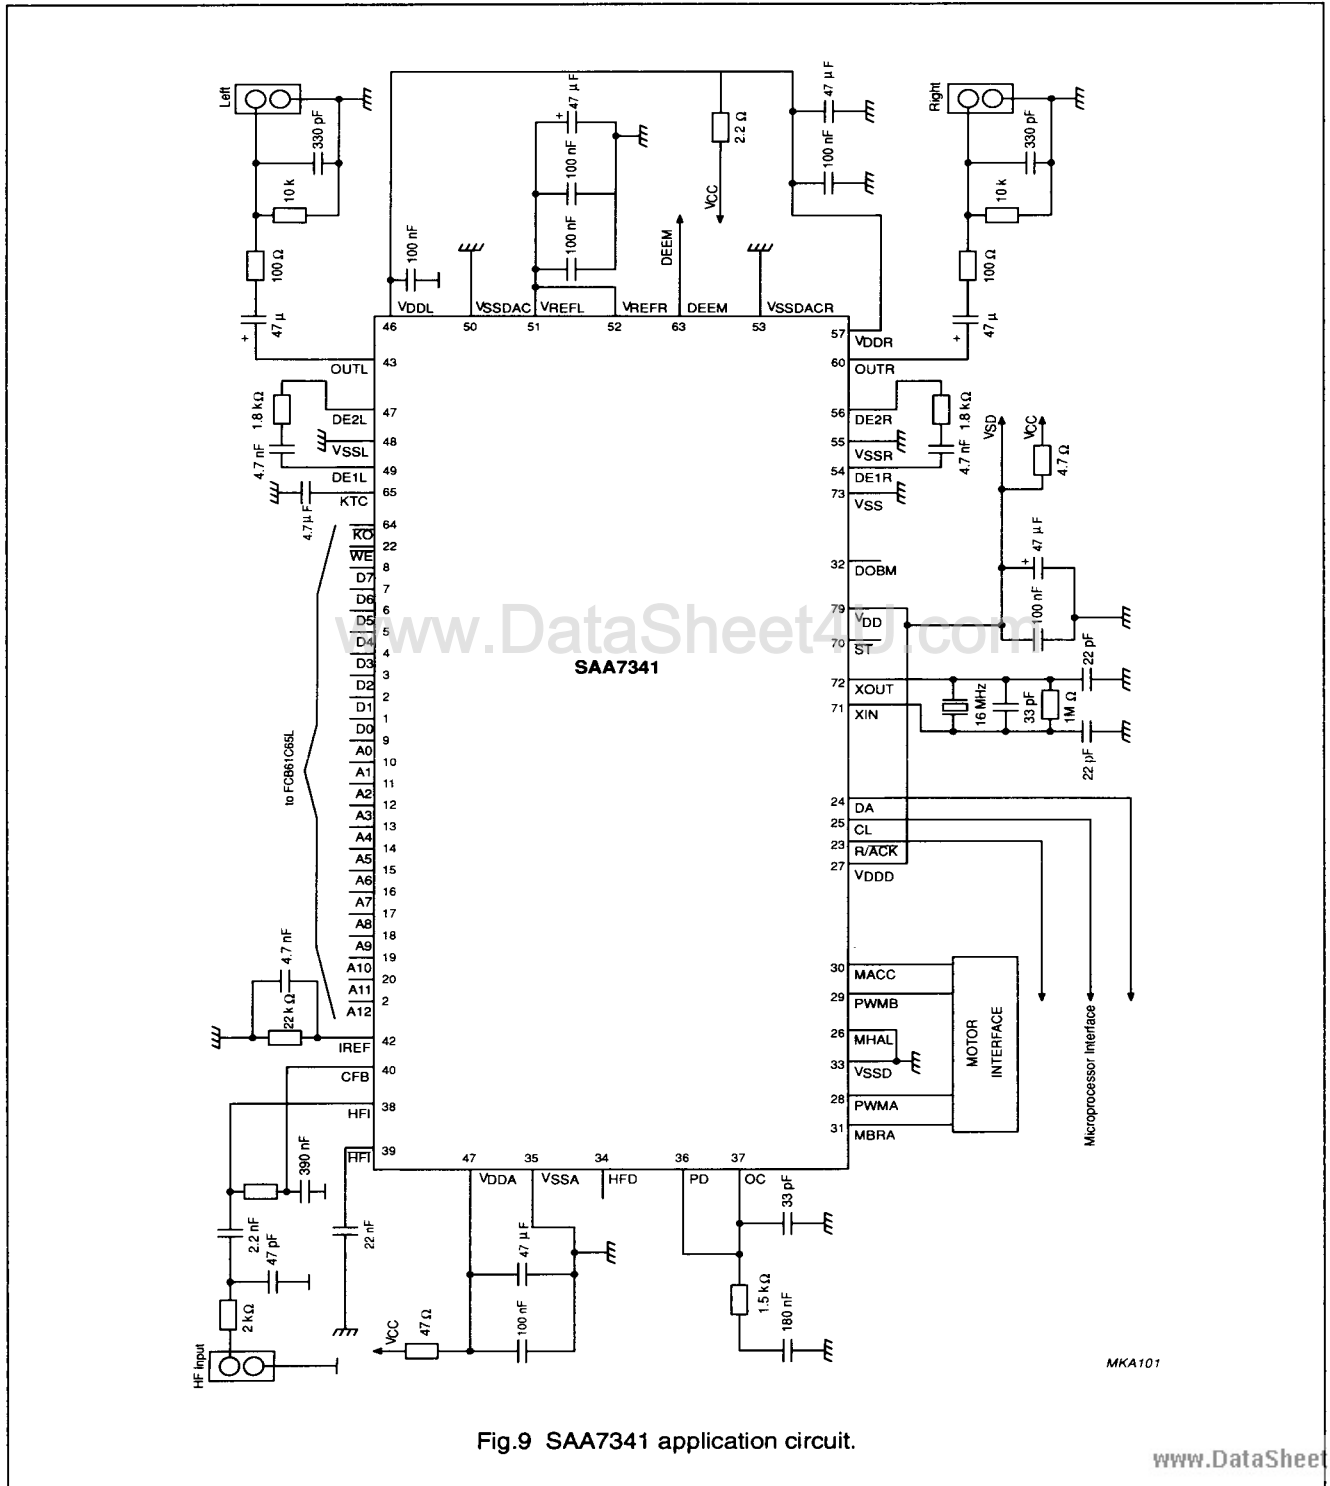 Left
330 pF
10 k
100 Ω
47 µ
+
100 nF
+
47 µF
100 nF
100 nF
DEEM
VCC
2.2 Ω
47 µF
100 nF
Right
330 pF
10 k
100 Ω
47 µ
+
VDDL
VSSDAC
VREFL
VREFR
DEEM
VSSDACR
46
50
51
52
63
53
43
OUTL
47
DE2L
48
VSSL
49
DE1L
65
KTC
1.8 kΩ
4.7 nF
4.7 µF
64
KO
22
WE
8
D7
7
D6
6
D5
5
D4
4
D3
3
D2
2
D1
1
D0
9
A0
10
A1
11
A2
12
A3
13
A4
14
A5
15
A6
16
A7
17
A8
18
A9
19
A10
20
A11
2
A12
to FCB61C65L
4.7 nF
22 kΩ
42
IREF
40
CFB
38
HFI
39
HFI
SAA7341
www.DataSheet4U.com
57
VDDR
60
OUTR
56
DE2R
55
VSSR
54
DE1R
73
VSS
1.8 kΩ
4.7 nF
VSD
VCC
4.7 Ω
32
DOBM
79
VDD
70
ST
+
47 µF
100 nF
72
XOUT
71
XIN
16 MHz
33 pF
1M Ω
22 pF
22 pF
24
DA
25
CL
23
R/ACK
27
VDDD
30
MACC
29
PWMB
26
MHAL
33
VSSD
28
PWMA
31
MBRA
MOTOR
INTERFACE
Microprocessor Interface
390 nF
2.2 nF
47 pF
2 kΩ
HF input
22 nF
47
VDDA
35
VSSA
34
HFD
36
PD
37
OC
VCC
47 Ω
47 µF
100 nF
33 pF
1.5 kΩ
180 nF
MKA101
Fig.9 SAA7341 application circuit.
www.DataSheet